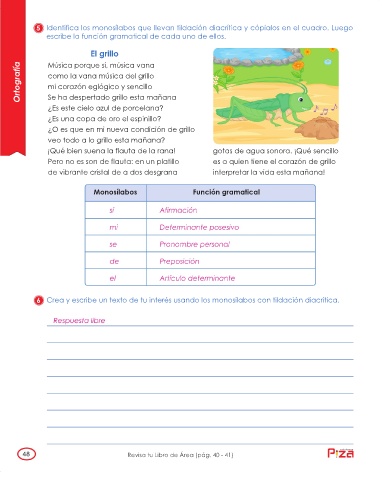 Ortografía
5 Identifica los monosílabos que llevan tildación diacrítica y cópialos en el cuadro. Luego
escribe la función gramatical de cada uno de ellos.
El grillo
Música porque sí, música vana
como la vana música del grillo
mi corazón eglógico y sencillo
Se ha despertado grillo esta mañana
¿Es este cielo azul de porcelana?
¿Es una copa de oro el espinillo?
¿O es que en mi nueva condición de grillo
veo todo a lo grillo esta mañana?
¡Qué bien suena la flauta de la rana!
Pero no es son de flauta: en un platillo
de vibrante cristal de a dos desgrana
gotas de agua sonora. ¡Qué sencillo
es a quien tiene el corazón de grillo
interpretar la vida esta mañana!
Monosílabos Función gramatical
sí Afirmación
mi Determinante posesivo
se Pronombre personal
de Preposición
el Artículo determinante
6 Crea y escribe un texto de tu interés usando los monosílabos con tildación diacrítica.
Respuesta libre
48 Revisa tu Libro de Área (pág. 40 - 41)